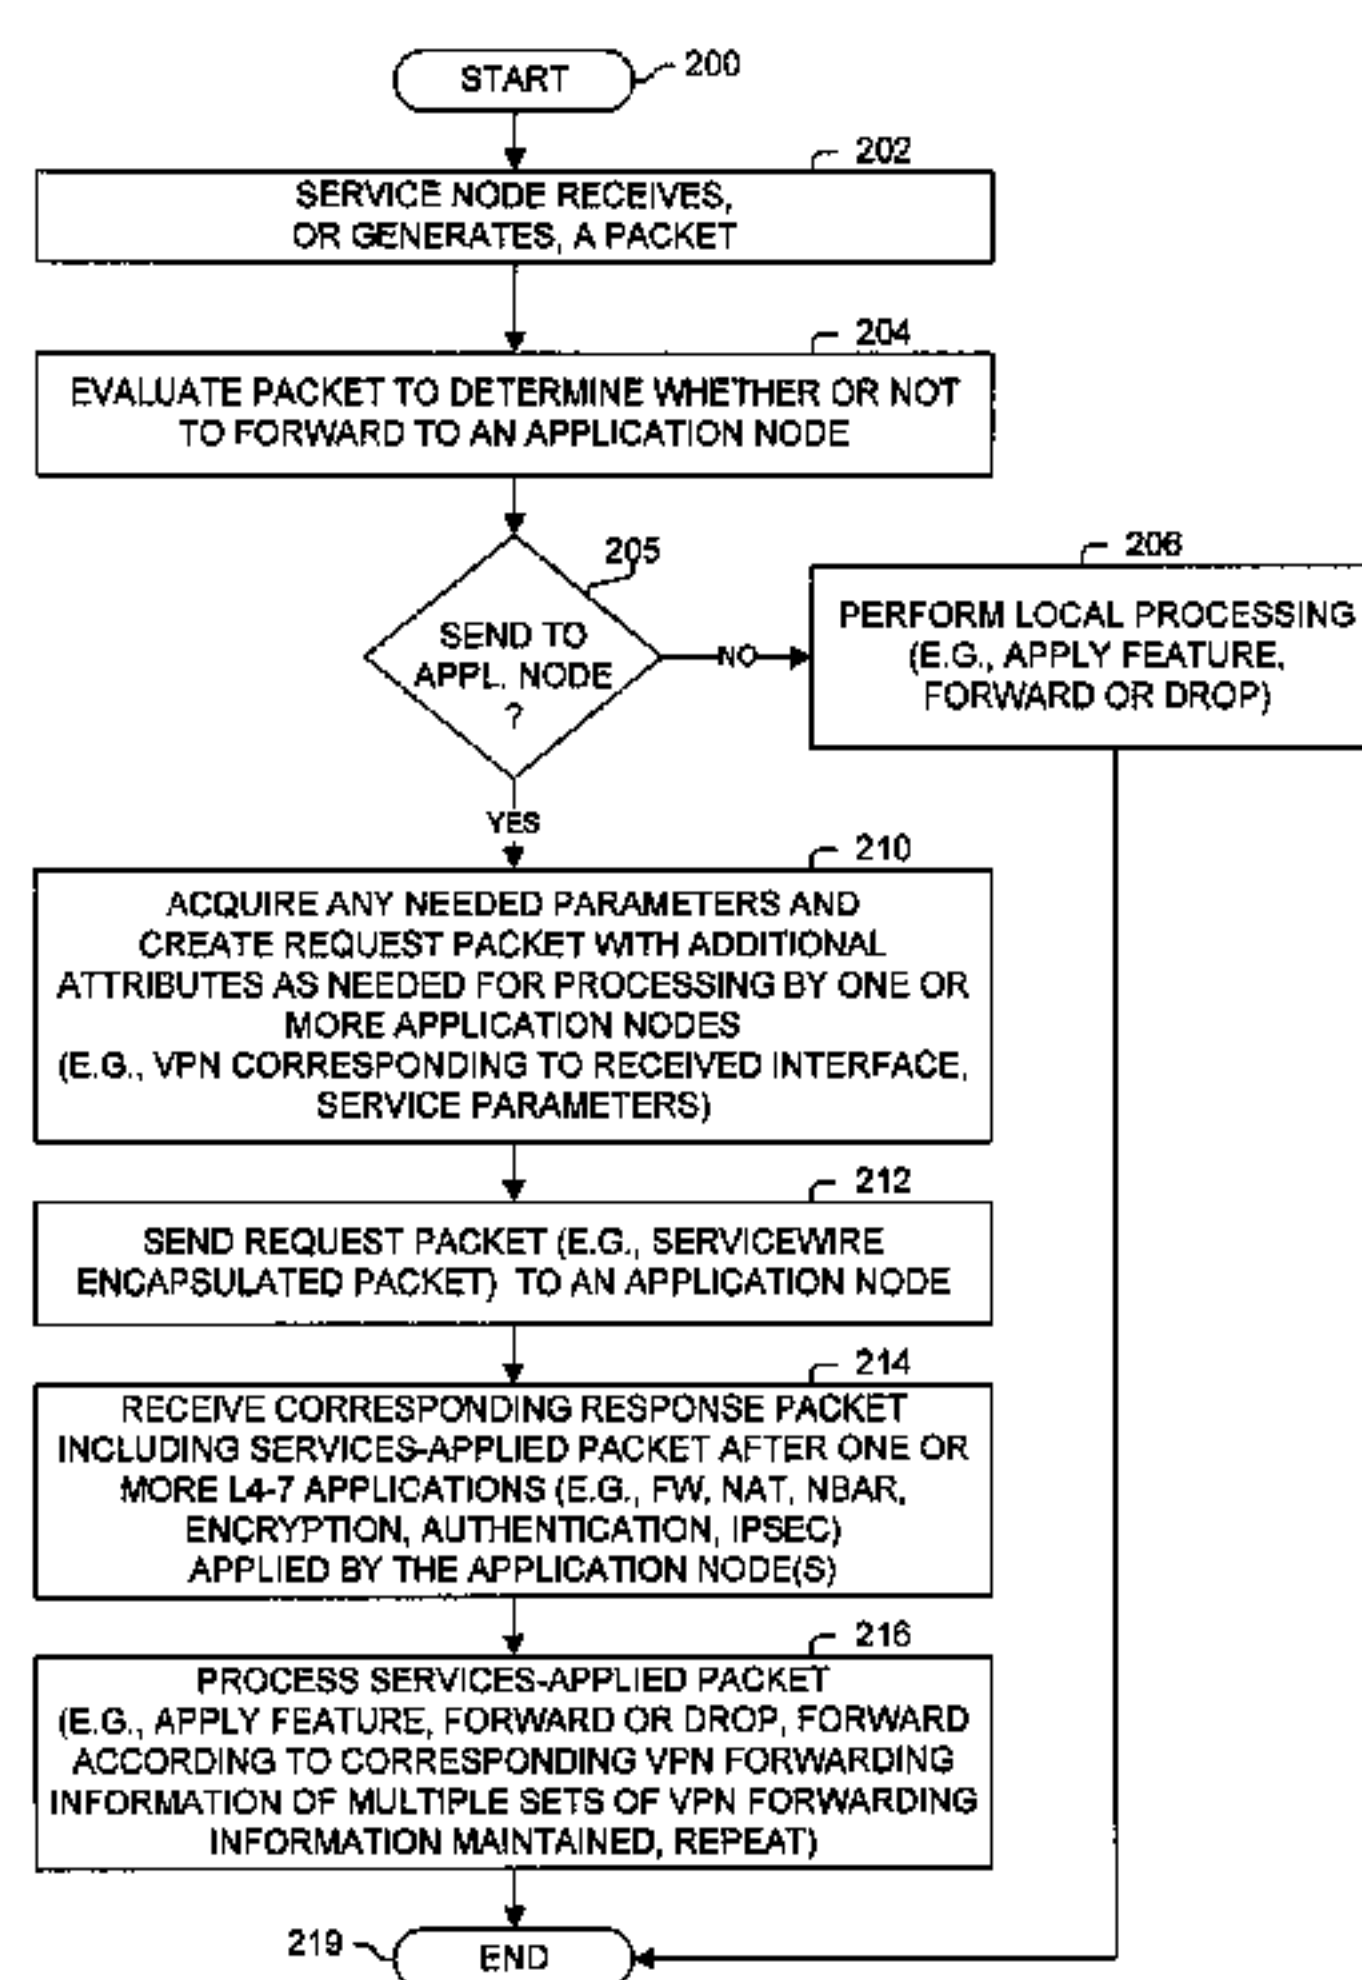 START
200
202
SERVICE NODE RECEIVES,
OR GENERATES, A PACKET
204
EVALUATE PACKET TO DETERMINE WHETHER OR NOT
TO FORWARD TO AN APPLICATION NODE
205
SEND TO
APPL. NODE
?
NO
206
PERFORM LOCAL PROCESSING
(E.G., APPLY FEATURE,
FORWARD OR DROP)
YES
210
ACQUIRE ANY NEEDED PARAMETERS AND
CREATE REQUEST PACKET WITH ADDITIONAL
ATTRIBUTES AS NEEDED FOR PROCESSING BY ONE OR
MORE APPLICATION NODES
(E.G., VPN CORRESPONDING TO RECEIVED INTERFACE,
SERVICE PARAMETERS)
212
SEND REQUEST PACKET (E.G., SERVICEWIRE
ENCAPSULATED PACKET) TO AN APPLICATION NODE
214
RECEIVE CORRESPONDING RESPONSE PACKET
INCLUDING SERVICES-APPLIED PACKET AFTER ONE OR
MORE L4-7 APPLICATIONS (E.G., FW, NAT, NBAR,
ENCRYPTION, AUTHENTICATION, IPSEC)
APPLIED BY THE APPLICATION NODE(S)
216
PROCESS SERVICES-APPLIED PACKET
(E.G., APPLY FEATURE, FORWARD OR DROP, FORWARD
ACCORDING TO CORRESPONDING VPN FORWARDING
INFORMATION OF MULTIPLE SETS OF VPN FORWARDING
INFORMATION MAINTAINED, REPEAT)
219
END